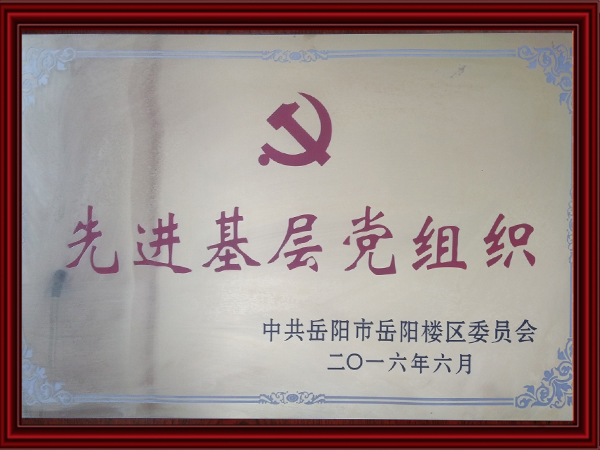 先进基层党组织
中共岳阳市岳阳楼区委员会
二〇一六年六月